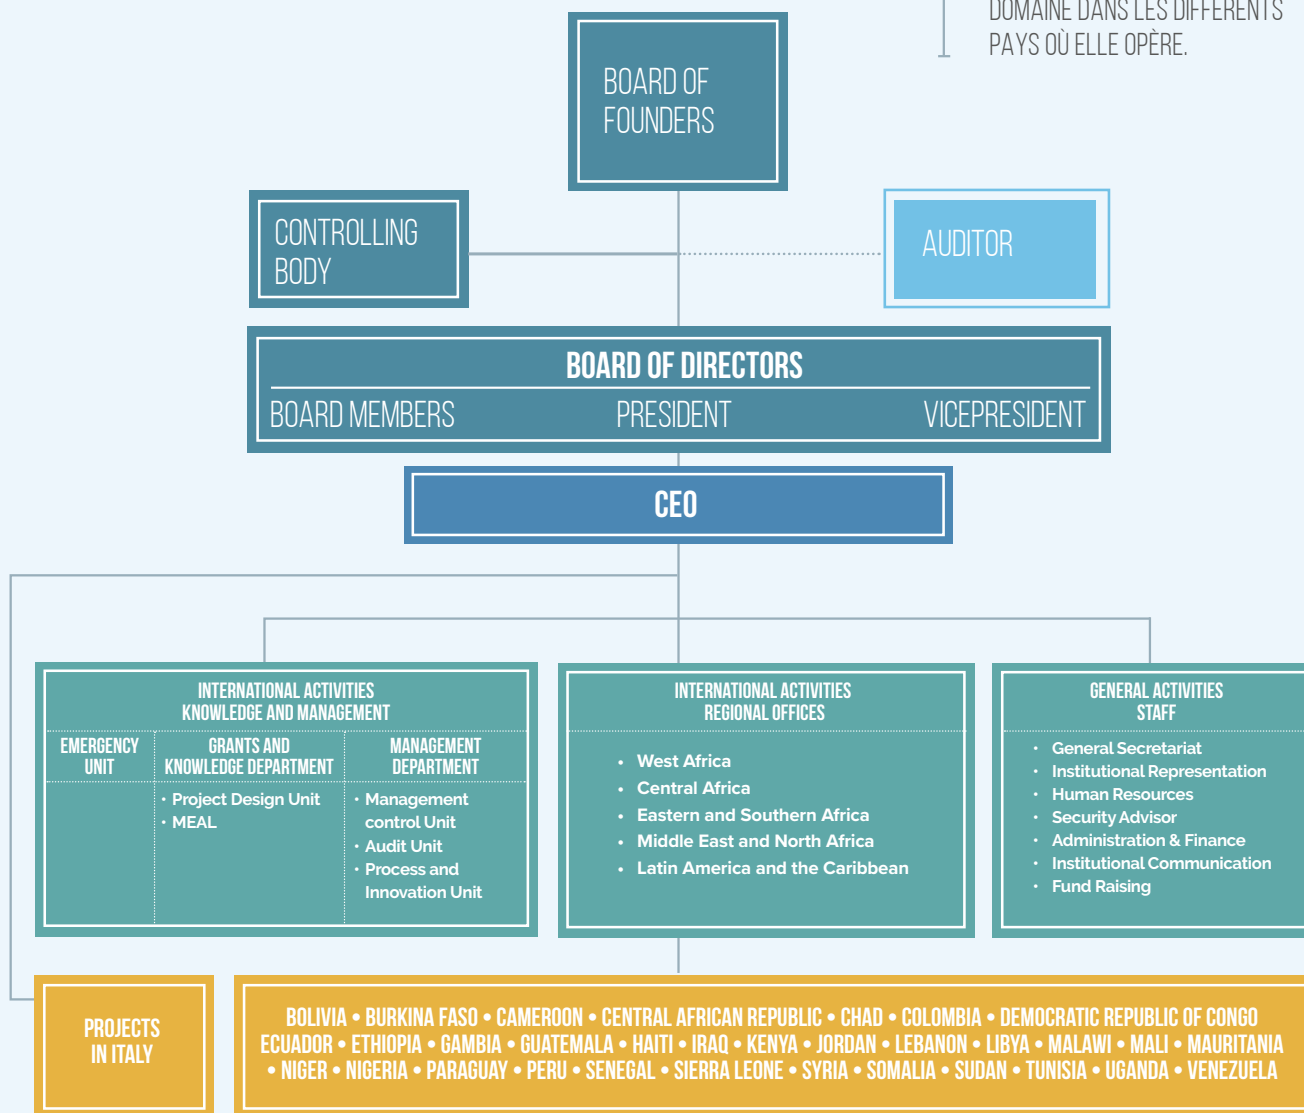 DOMAINE DANS LES DIFFÉRENTS
PAYS OÙ ELLE OPÈRE.
BOARD OF
FOUNDERS
CONTROLLING
BODY
AUDITOR
BOARD OF DIRECTORS
BOARD MEMBERS PRESIDENT VICEPRESIDENT
CEO
INTERNATIONAL ACTIVITIES
KNOWLEDGE AND MANAGEMENT
EMERGENCY
UNIT
GRANTS AND
KNOWLEDGE DEPARTMENT
• Project Design Unit
• MEAL
MANAGEMENT
DEPARTMENT
• Management
control Unit
• Audit Unit
• Process and
Innovation Unit
INTERNATIONAL ACTIVITIES
REGIONAL OFFICES
• West Africa
• Central Africa
• Eastern and Southern Africa
• Middle East and North Africa
• Latin America and the Caribbean
GENERAL ACTIVITIES
STAFF
• General Secretariat
• Institutional Representation
• Human Resources
• Security Advisor
• Administration & Finance
• Institutional Communication
• Fund Raising
PROJECTS
IN ITALY
BOLIVIA • BURKINA FASO • CAMEROON • CENTRAL AFRICAN REPUBLIC • CHAD • COLOMBIA • DEMOCRATIC REPUBLIC OF CONGO
ECUADOR • ETHIOPIA • GAMBIA • GUATEMALA • HAITI • IRAQ • KENYA • JORDAN • LEBANON • LIBYA • MALAWI • MALI • MAURITANIA
• NIGER • NIGERIA • PARAGUAY • PERU • SENEGAL • SIERRA LEONE • SYRIA • SOMALIA • SUDAN • TUNISIA • UGANDA • VENEZUELA